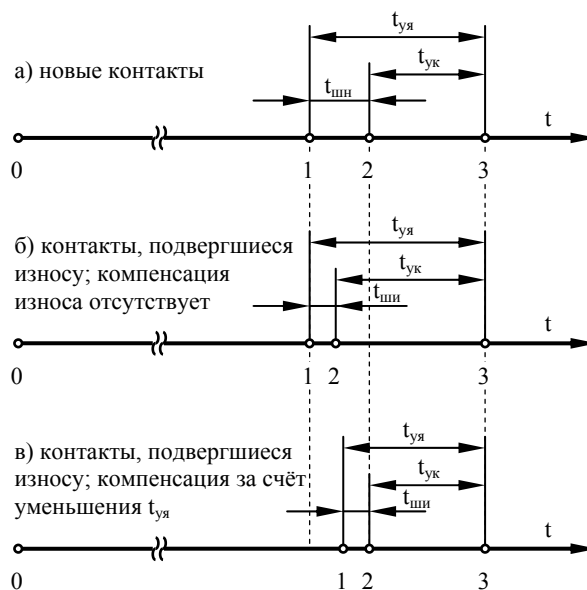 tуя
tук
а) новые контакты
tшн
t
0
1
2
3
б) контакты, подвергшиеся
износу; компенсация
износа отсутствует
tуя
tук
tши
t
0
1
2
3
в) контакты, подвергшиеся
износу; компенсация за счёт
уменьшения tуя
tуя
tук
tши
t
0
1
2
3